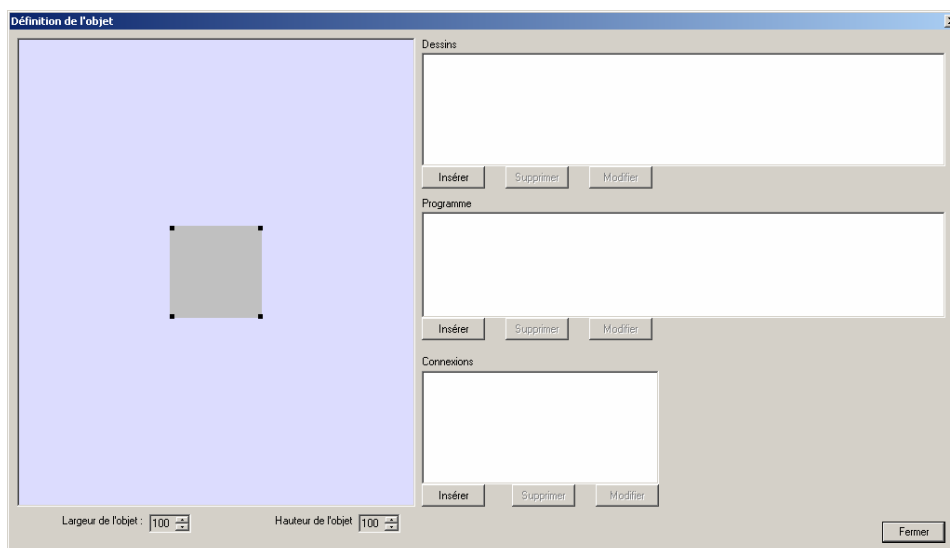 Définition de l'objet
Dessins
Insérer Supprimer Modifier
Programme
Insérer Supprimer Modifier
Connexions
Insérer Supprimer Modifier
Largeur de l'objet : 100 Hauteur de l'objet 100
Fermer